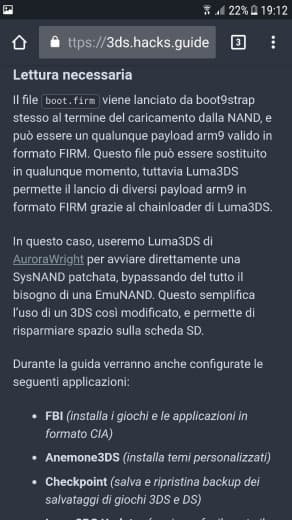 22% 19:12
ttps://3ds.hacks.guide
3
Lettura necessaria
Il file boot.firm viene lanciato da boot9strap
stesso al termine del caricamento dalla NAND, e
può essere un qualunque payload arm9 valido in
formato FIRM. Questo file può essere sostituito
in qualunque momento, tuttavia Luma3DS
permette il lancio di diversi payload arm9 in
formato FIRM grazie al chainloader di Luma3DS.
In questo caso, useremo Luma3DS di
AuroraWright per avviare direttamente una
SysNAND patchata, bypassando del tutto il
bisogno di una EmuNAND. Questo semplifica
l'uso di un 3DS così modificato, e permette di
risparmiare spazio sulla scheda SD.
Durante la guida verranno anche configurate le
seguenti applicazioni:
• FBI (installa i giochi e le applicazioni in
formato CIA)
• Anemone3DS (installa temi personalizzati)
• Checkpoint (salva e ripristina backup dei
salvataggi di giochi 3DS e DS)